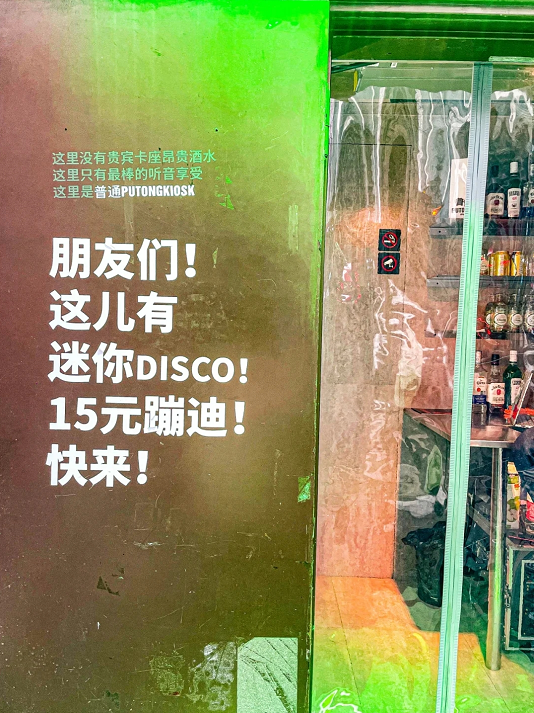 这里没有贵宾卡座昂贵酒水
这里只有最棒的听音享受
这里是普通PUTONGKIOSK
朋友们！
这儿有
迷你DISCO！
15元蹦迪！
快来！